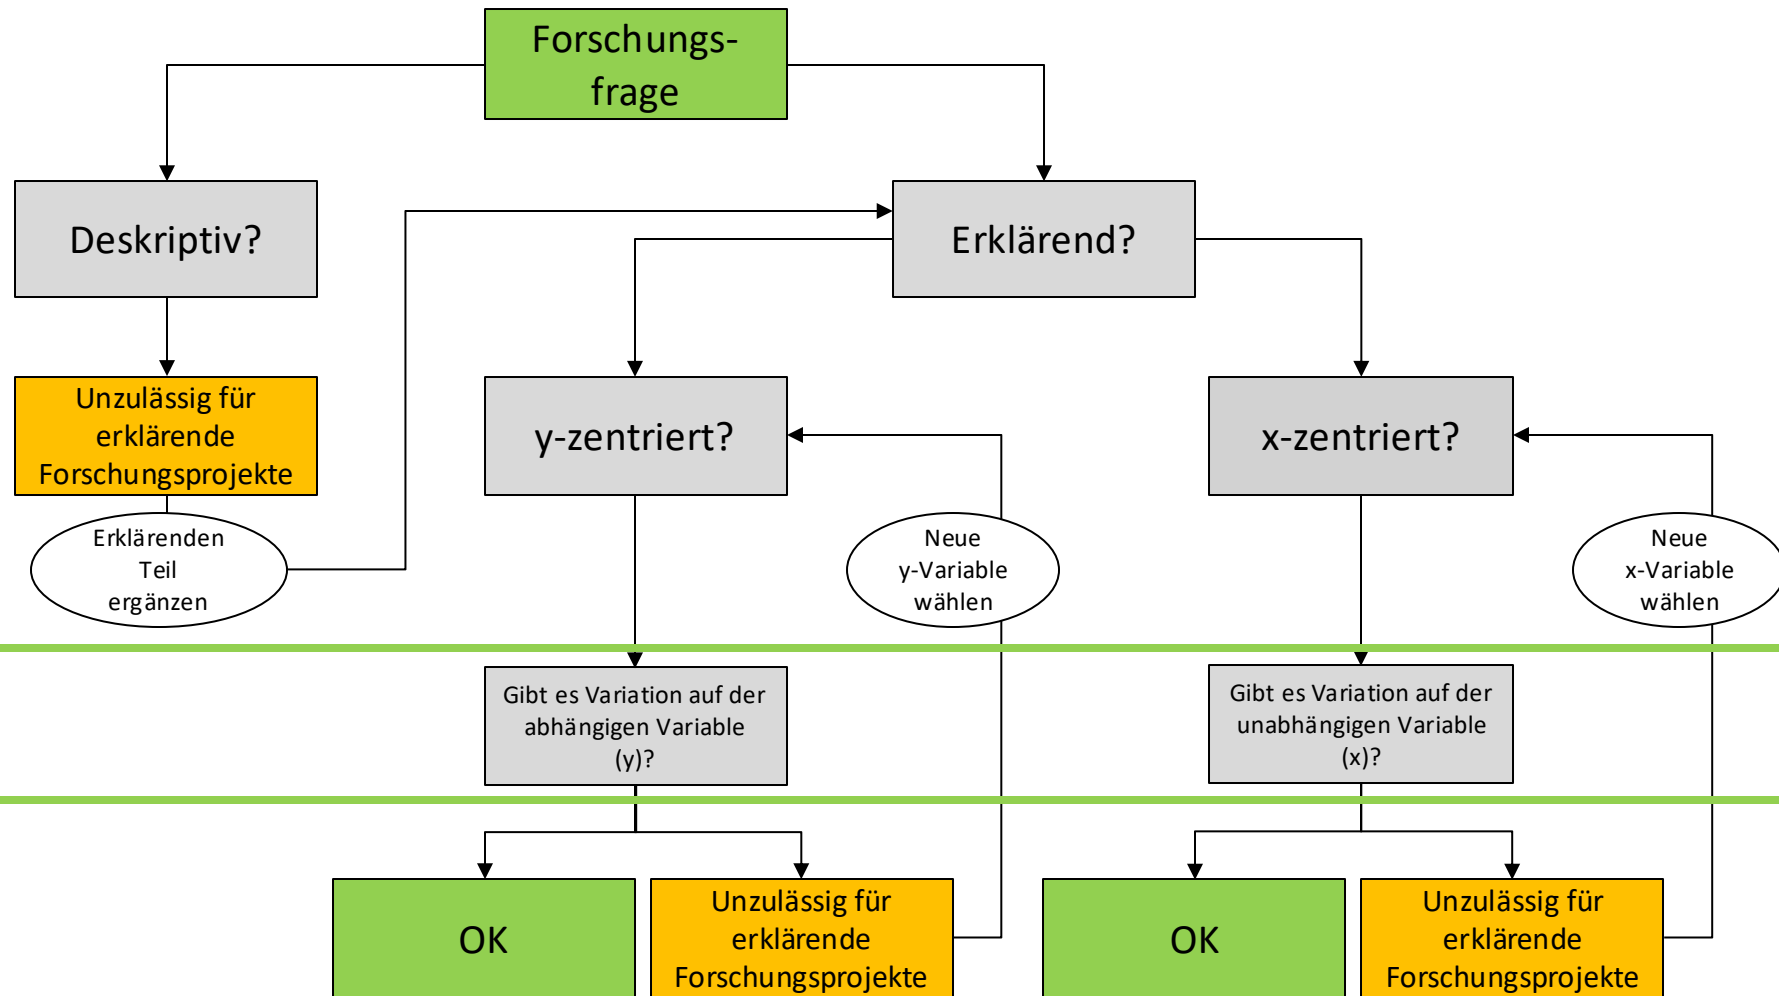 Forschungs-
frage
Deskriptiv?
Erklärend?
Unzulässig für
erklärende
Forschungsprojekte
y-zentriert?
x-zentriert?
Erklärenden
Teil
ergänzen
Neue
y-Variable
wählen
Neue
x-Variable
wählen
Gibt es Variation auf der
abhängigen Variable
(y)?
Gibt es Variation auf der
unabhängigen Variable
(x)?
OK
Unzulässig für
erklärende
Forschungsprojekte
OK
Unzulässig für
erklärende
Forschungsprojekte